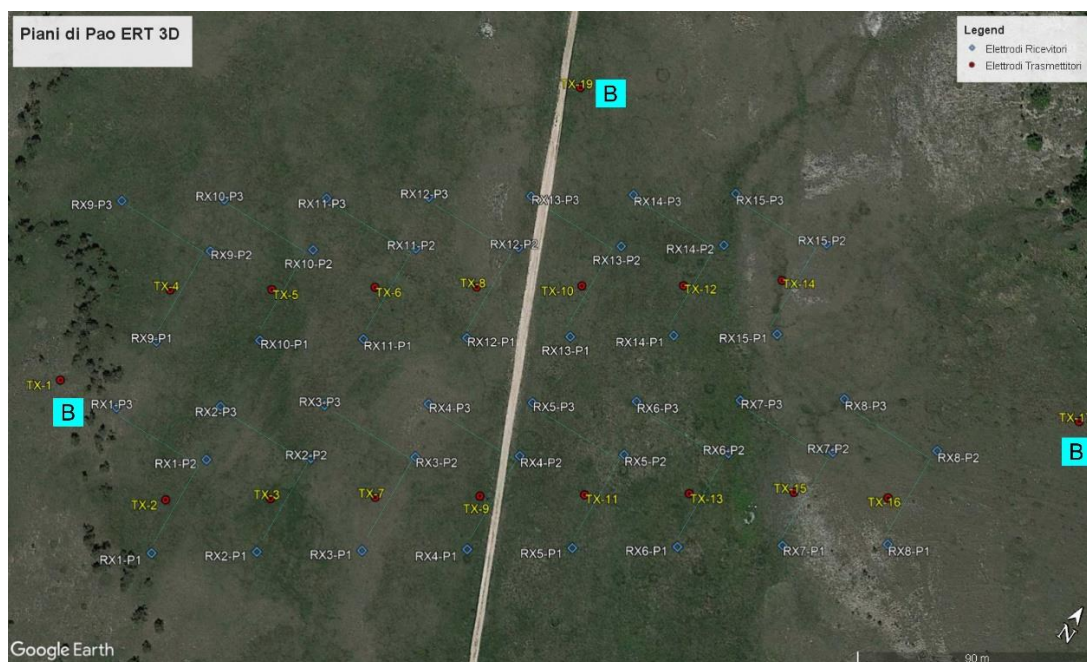 Piani di Pao ERT 3D
Legend
Elettrodi Ricevitori
Elettrodi Trasmettitori
TX-19
B
RX9-P3
RX10-P3
RX11-P3
RX12-P3
RX13-P3
RX14-P3
RX15-P3
RX9-P2
RX10-P2
RX11-P2
RX12-P2
RX13-P2
RX14-P2
RX15-P2
TX-4
TX-5
TX-6
TX-8
TX-10
TX-12
TX-14
RX9-P1
RX10-P1
RX11-P1
RX12-P1
RX13-P1
RX14-P1
RX15-P1
TX-1
B
RX1-P3
RX2-P3
RX3-P3
RX4-P3
RX5-P3
RX6-P3
RX7-P3
RX8-P3
TX-1
B
RX1-P2
RX2-P2
RX3-P2
RX4-P2
RX5-P2
RX6-P2
RX7-P2
RX8-P2
TX-2
TX-3
TX-7
TX-9
TX-11
TX-13
TX-15
TX-16
RX1-P1
RX2-P1
RX3-P1
RX4-P1
RX5-P1
RX6-P1
RX7-P1
RX8-P1
N
Google Earth
90 m